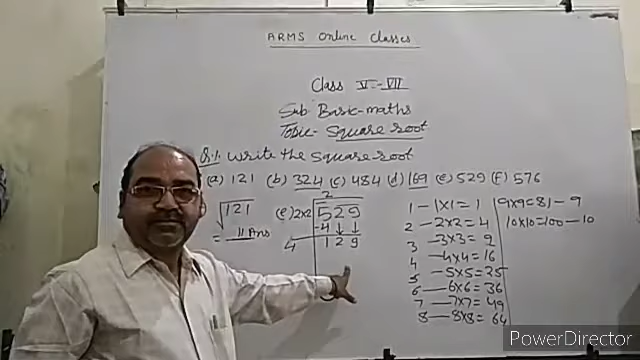 ARMS Online Classes
Class V-VII
Sub: Basic-maths
Topic- Square root
Q.1. Write the square root
(a) 121 (b) 324 (c) 484 (d) 169 (e) 529 (f) 576
√121
= 11 Ans
2
(e) 2x2 529
-4↓↓
4 129
1 - 1x1 = 1
2 - 2x2 = 4
3 - 3x3 = 9
4 - 4x4 = 16
5 - 5x5 = 25
6 - 6x6 = 36
7 - 7x7 = 49
8 - 8x8 = 64
9x9=81 - 9
10x10=100 - 10
PowerDirector